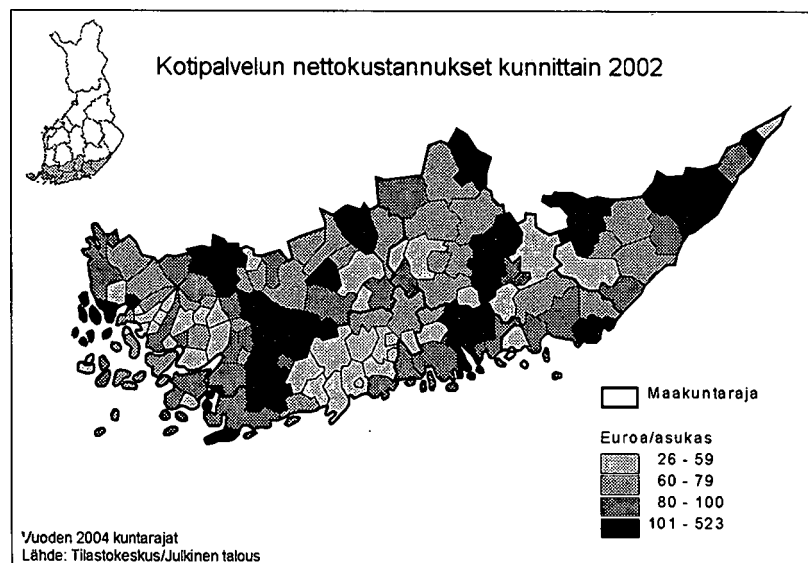 Kotipalvelun nettokustannukset kunnittain 2002
Maakuntaraja
Euroa/asukas
26 - 59
60 - 79
80 - 100
101 - 523
Vuoden 2004 kuntarajat
Lähde: Tilastokeskus/Julkinen talous